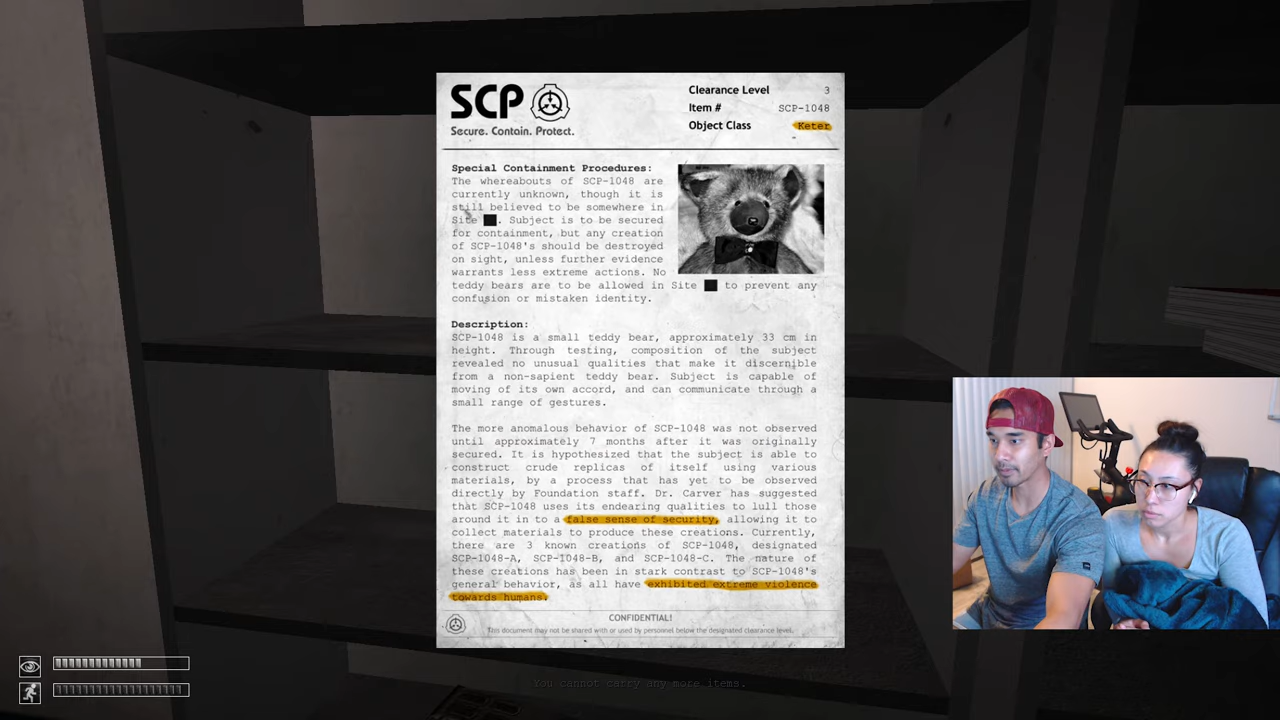 SCP
Secure. Contain. Protect.
Clearance Level 3
Item # SCP-1048
Object Class Keter
Special Containment Procedures:
The whereabouts of SCP-1048 are
currently unknown, though it is
still believed to be somewhere in
Site ■. Subject is to be secured
for containment, but any creation
of SCP-1048's should be destroyed
on sight, unless further evidence
warrants less extreme actions. No
teddy bears are to be allowed in Site ■ to prevent any
confusion or mistaken identity.
Description:
SCP-1048 is a small teddy bear, approximately 33 cm in
height. Through testing, composition of the subject
revealed no unusual qualities that make it discernible
from a non-sapient teddy bear. Subject is capable of
moving of its own accord, and can communicate through a
small range of gestures.
The more anomalous behavior of SCP-1048 was not observed
until approximately 7 months after it was originally
secured. It is hypothesized that the subject is able to
construct crude replicas of itself using various
materials, by a process that has yet to be observed
directly by Foundation staff. Dr. Carver has suggested
that SCP-1048 uses its endearing qualities to lull those
around it in to a false sense of security, allowing it to
collect materials to produce these creations. Currently,
there are 3 known creations of SCP-1048, designated
SCP-1048-A, SCP-1048-B, and SCP-1048-C. The nature of
these creations has been in stark contrast to SCP-1048's
general behavior, as all have exhibited extreme violence
towards humans.
CONFIDENTIAL!
This document may not be shared with or used by personnel below the designated clearance level.
You cannot carry any more items.